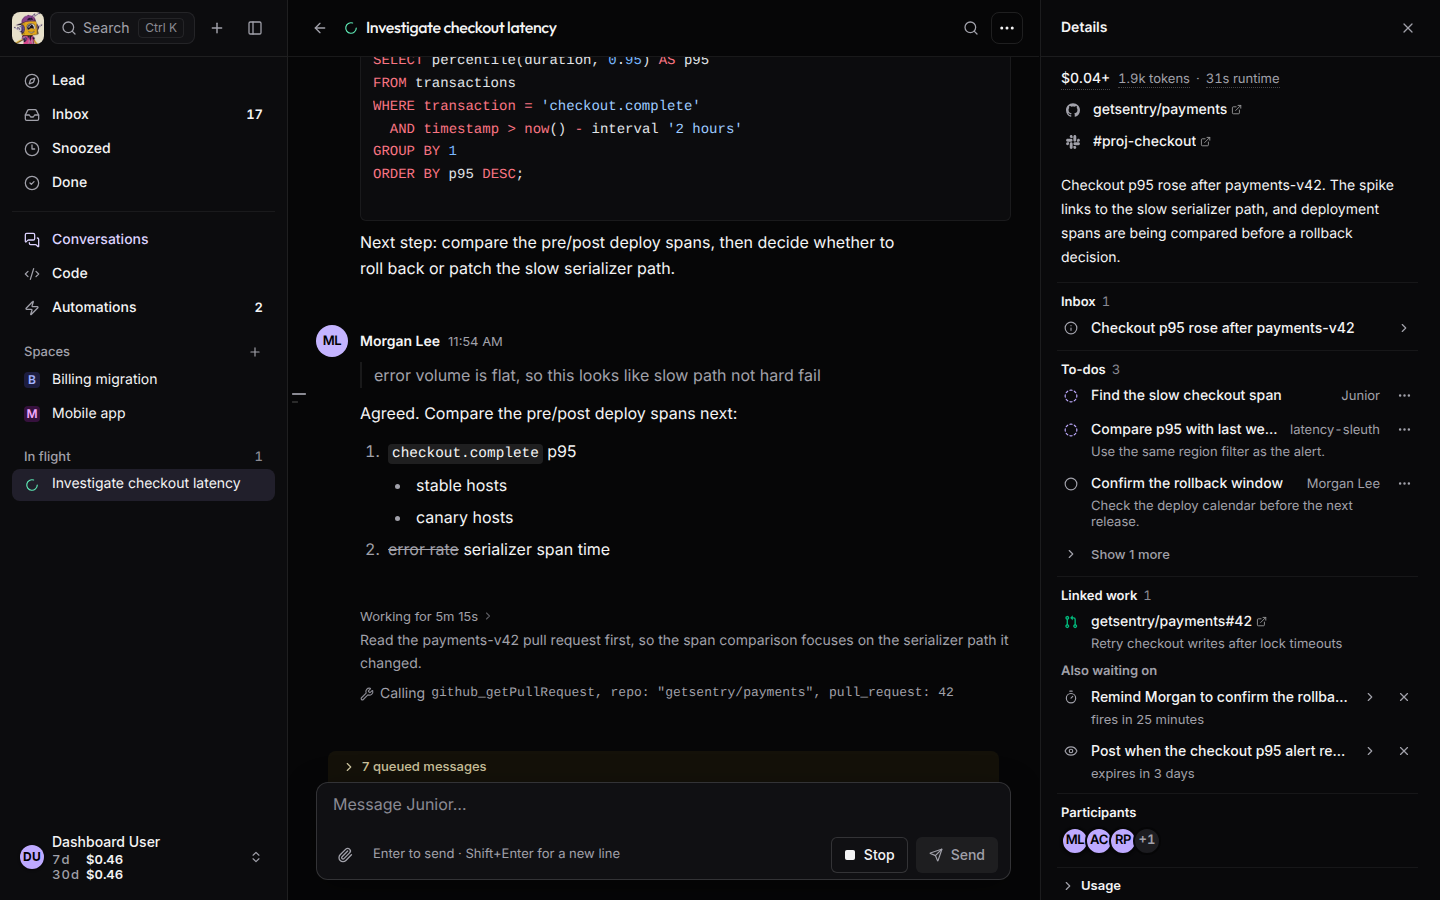 Search Ctrl K
Lead
Inbox 17
Snoozed
Done
Conversations
Code
Automations 2
Spaces
B Billing migration
M Mobile app
In flight 1
Investigate checkout latency
DU Dashboard User
7d $0.46
30d $0.46
Investigate checkout latency
SELECT percentile(duration, 0.95) AS p95
FROM transactions
WHERE transaction = 'checkout.complete'
AND timestamp > now() - interval '2 hours'
GROUP BY 1
ORDER BY p95 DESC;
Next step: compare the pre/post deploy spans, then decide whether to
roll back or patch the slow serializer path.
ML Morgan Lee 11:54 AM
error volume is flat, so this looks like slow path not hard fail
Agreed. Compare the pre/post deploy spans next:
1. checkout.complete p95
• stable hosts
• canary hosts
2. error rate serializer span time
Working for 5m 15s
Read the payments-v42 pull request first, so the span comparison focuses on the serializer path it
changed.
Calling github_getPullRequest, repo: "getsentry/payments", pull_request: 42
7 queued messages
Message Junior...
Enter to send · Shift+Enter for a new line
Stop
Send
Details
$0.04+ 1.9k tokens · 31s runtime
getsentry/payments
#proj-checkout
Checkout p95 rose after payments-v42. The spike
links to the slow serializer path, and deployment
spans are being compared before a rollback
decision.
Inbox 1
Checkout p95 rose after payments-v42
To-dos 3
Find the slow checkout span Junior
Compare p95 with last we... latency-sleuth
Use the same region filter as the alert.
Confirm the rollback window Morgan Lee
Check the deploy calendar before the next
release.
Show 1 more
Linked work 1
getsentry/payments#42
Retry checkout writes after lock timeouts
Also waiting on
Remind Morgan to confirm the rollba...
fires in 25 minutes
Post when the checkout p95 alert re...
expires in 3 days
Participants
ML AC RP +1
Usage